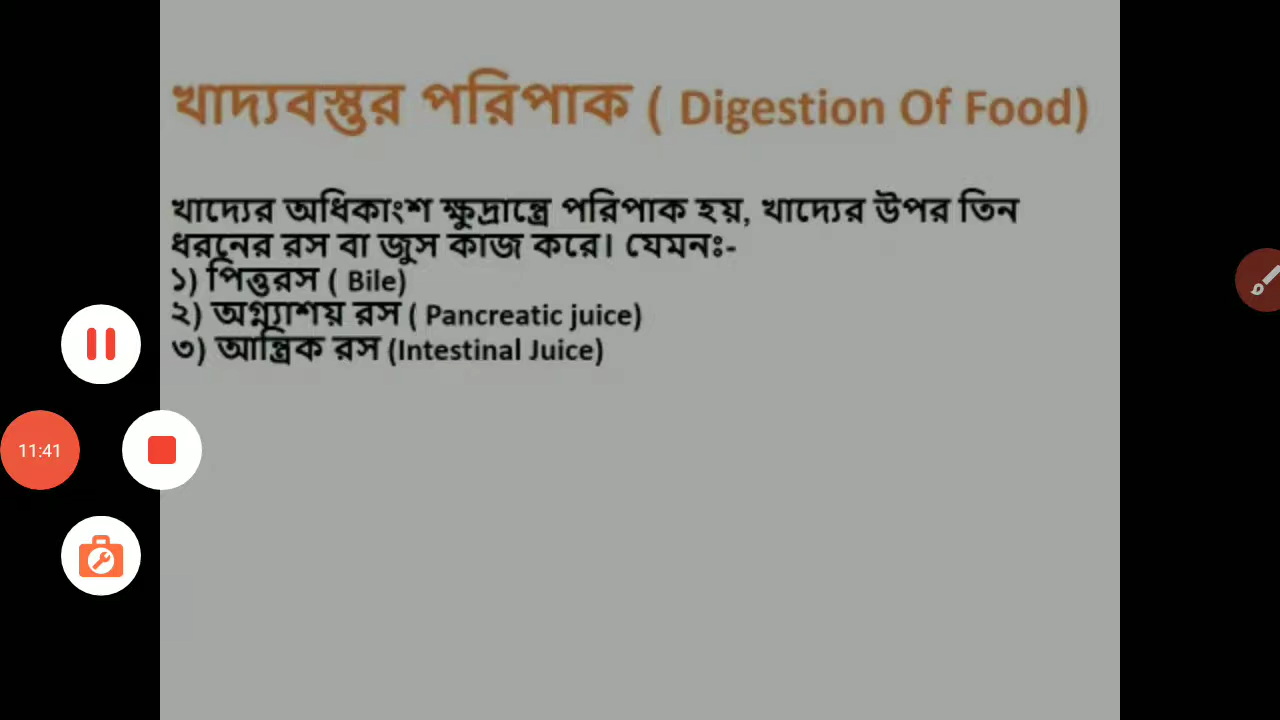 খাদ্যবস্তুর পরিপাক ( Digestion Of Food)
খাদ্যের অধিকাংশ ক্ষুদ্রান্ত্রে পরিপাক হয়, খাদ্যের উপর তিন
ধরনের রস বা জুস কাজ করে। যেমনঃ-
১) পিত্তরস ( Bile)
২) অগ্ন্যাশয় রস ( Pancreatic juice)
৩) আন্ত্রিক রস (Intestinal Juice)
11:41